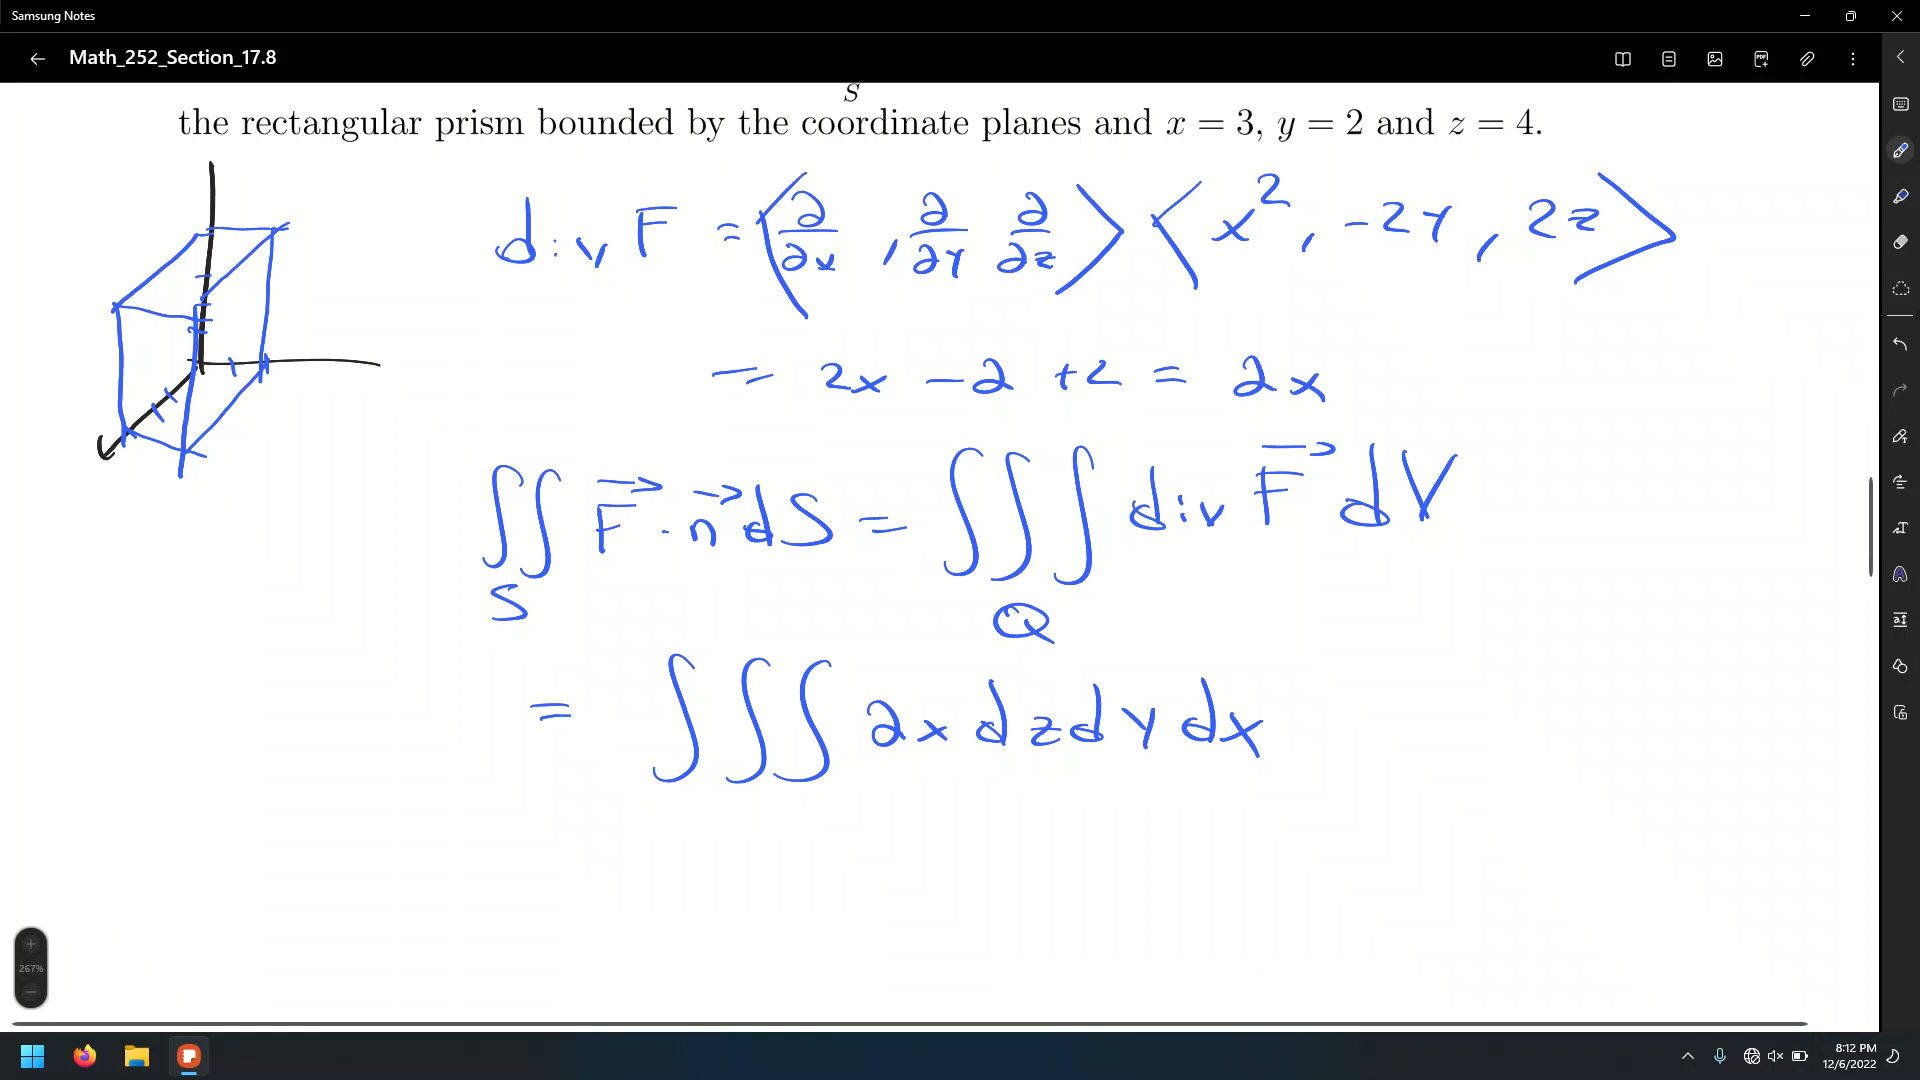 Samsung Notes
Math_252_Section_17.8
S
the rectangular prism bounded by the coordinate planes and x = 3, y = 2 and z = 4.
div F = ⟨∂/∂x, ∂/∂y ∂/∂z⟩ ⟨x², -2y, 2z⟩
= 2x - 2 + 2 = 2x
∬_S F⃗ · n⃗ dS = ∭_Q div F⃗ dV
= ∭ 2x dz dy dx
267%
8:12 PM
12/6/2022